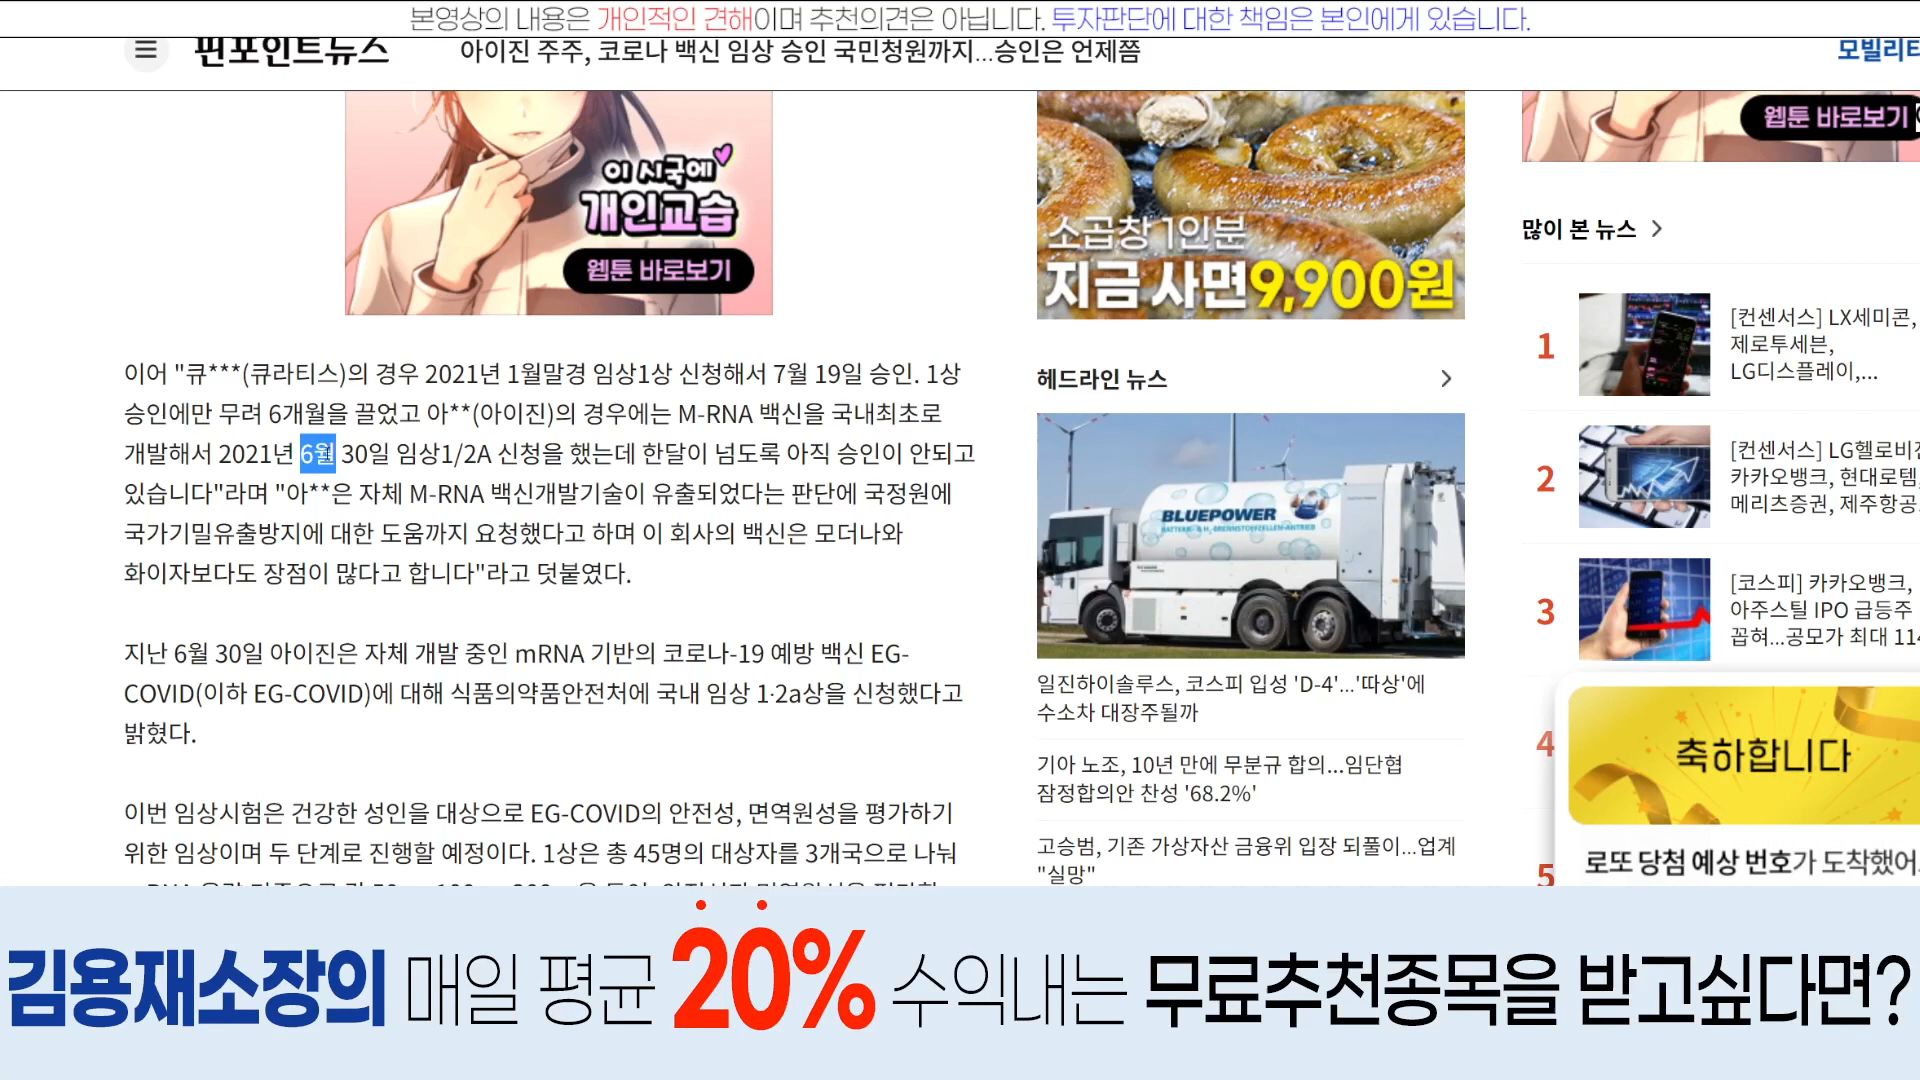 본영상의 내용은 개인적인 견해이며 추천의견은 아닙니다. 투자판단에 대한 책임은 본인에게 있습니다.
핀포인트뉴스
아이진 주주, 코로나 백신 임상 승인 국민청원까지...승인은 언제쯤
모빌리티
이 시국에
개인교습
웹툰 바로보기
이어 "큐***(큐라티스)의 경우 2021년 1월말경 임상1상 신청해서 7월 19일 승인. 1상
승인에만 무려 6개월을 끌었고 아**(아이진)의 경우에는 M-RNA 백신을 국내최초로
개발해서 2021년 6월 30일 임상1/2A 신청을 했는데 한달이 넘도록 아직 승인이 안되고
있습니다"라며 "아**은 자체 M-RNA 백신개발기술이 유출되었다는 판단에 국정원에
국가기밀유출방지에 대한 도움까지 요청했다고 하며 이 회사의 백신은 모더나와
화이자보다도 장점이 많다고 합니다"라고 덧붙였다.
지난 6월 30일 아이진은 자체 개발 중인 mRNA 기반의 코로나-19 예방 백신 EG-
COVID(이하 EG-COVID)에 대해 식품의약품안전처에 국내 임상 1·2a상을 신청했다고
밝혔다.
이번 임상시험은 건강한 성인을 대상으로 EG-COVID의 안전성, 면역원성을 평가하기
위한 임상이며 두 단계로 진행할 예정이다. 1상은 총 45명의 대상자를 3개국으로 나눠
소곱창 1인분
지금 사면 9,900원
헤드라인 뉴스
BLUEPOWER
일진하이솔루스, 코스피 입성 'D-4'...'따상'에
수소차 대장주될까
기아 노조, 10년 만에 무분규 합의...임단협
잠정합의안 찬성 '68.2%'
고승범, 기존 가상자산 금융위 입장 되풀이...업계
"실망"
웹툰 바로보기
많이 본 뉴스
1
[컨센서스] LX세미콘,
제로투세븐,
LG디스플레이,...
2
[컨센서스] LG헬로비전
카카오뱅크, 현대로템,
메리츠증권, 제주항공
3
[코스피] 카카오뱅크,
아주스틸 IPO 급등주
꼽혀...공모가 최대 114
4
5
축하합니다
로또 당첨 예상 번호가 도착했어
김용재소장의 매일 평균 20% 수익내는 무료추천종목을 받고싶다면?